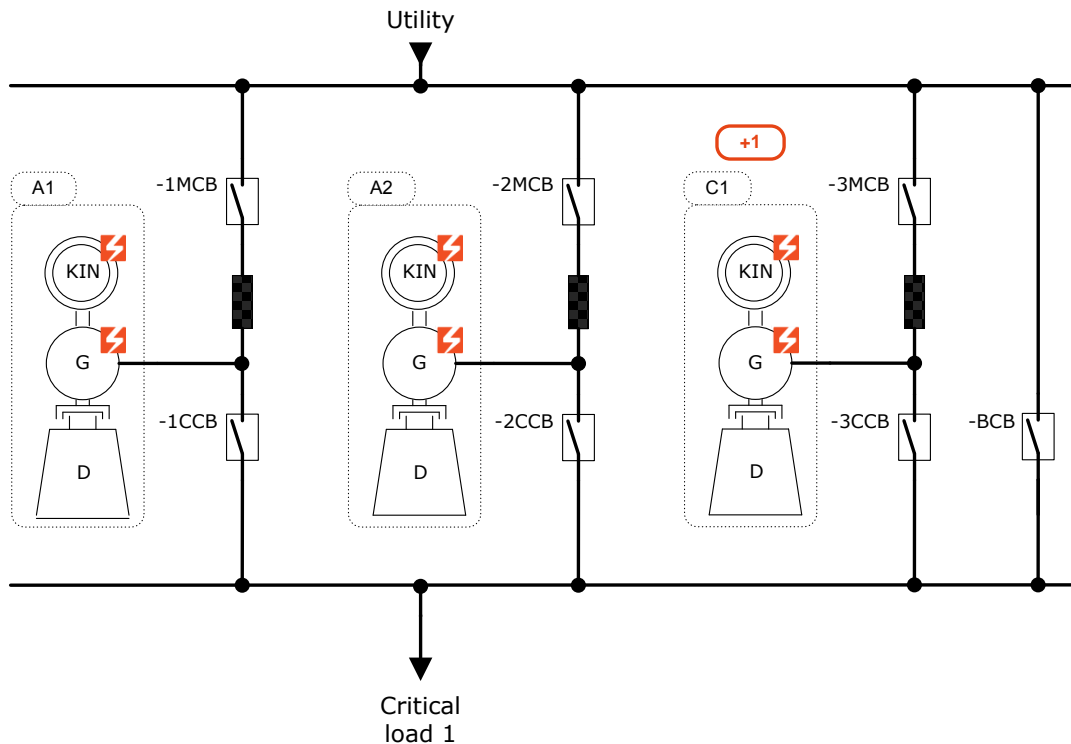 Utility
+1
A1
-1MCB
A2
-2MCB
C1
-3MCB
KIN
KIN
KIN
G
G
G
-1CCB
-2CCB
-3CCB
-BCB
D
D
D
Critical
load 1